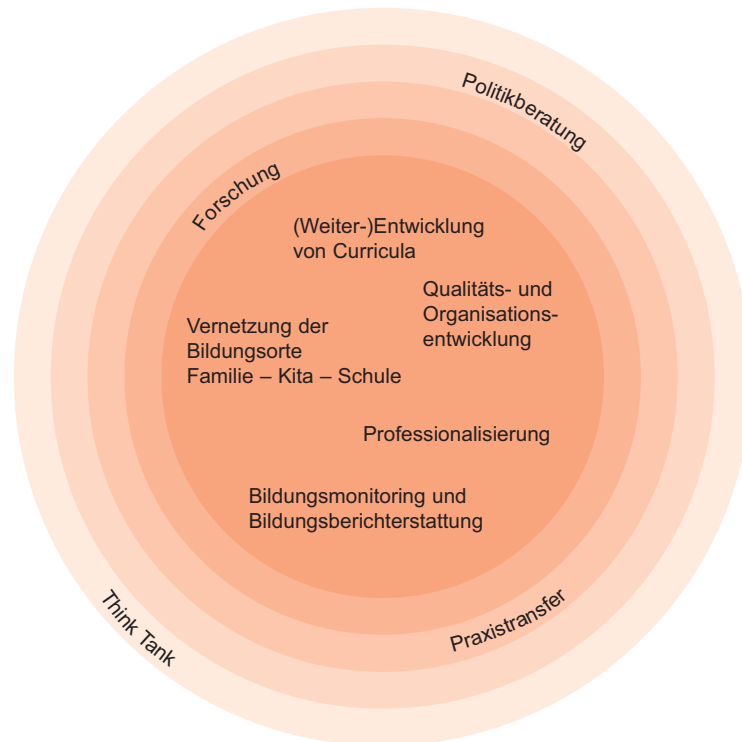 Politikberatung
Forschung
(Weiter-)Entwicklung
von Curricula
Qualitäts- und
Organisations-
entwicklung
Vernetzung der
Bildungsorte
Familie – Kita – Schule
Professionalisierung
Bildungsmonitoring und
Bildungsberichterstattung
Think Tank
Praxistransfer